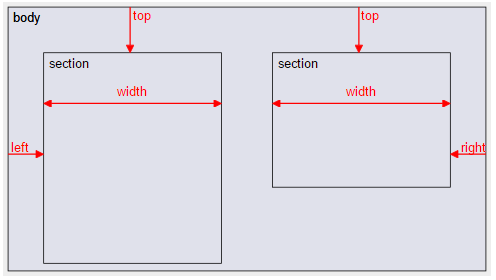 body
top
top
section
section
width
width
left
right